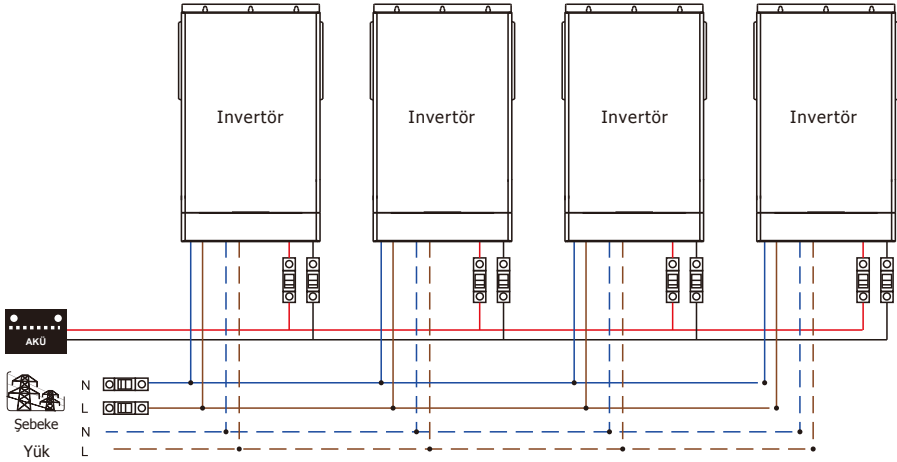 Invertör
Invertör
Invertör
Invertör
AKÜ
N
L
Şebeke
N
Yük
L